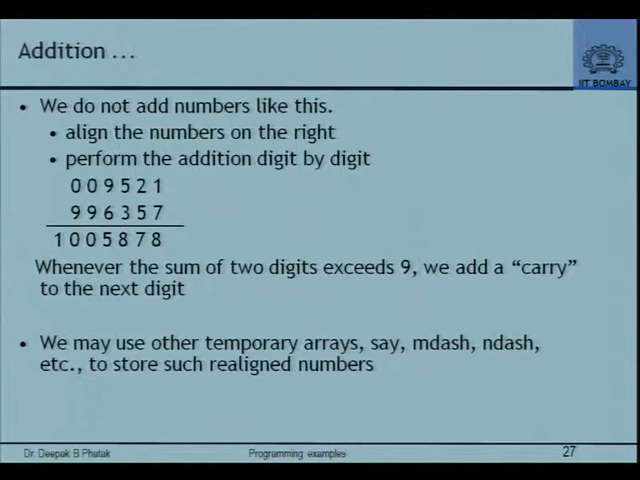 Addition ...
IIT BOMBAY
• We do not add numbers like this.
• align the numbers on the right
• perform the addition digit by digit
0 0 9 5 2 1
9 9 6 3 5 7
1 0 0 5 8 7 8
Whenever the sum of two digits exceeds 9, we add a “carry”
to the next digit
• We may use other temporary arrays, say, mdash, ndash,
etc., to store such realigned numbers
Dr. Deepak B Phatak
Programming examples
27